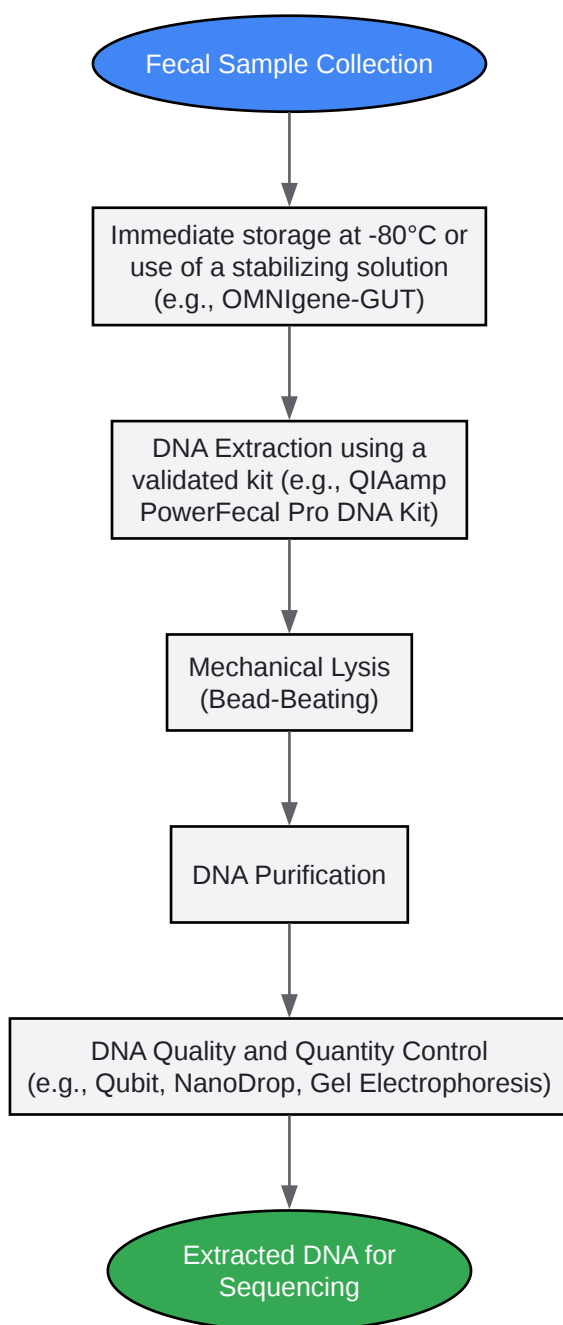 Fecal Sample Collection
Immediate storage at -80°C or
use of a stabilizing solution
(e.g., OMNIgene-GUT)
DNA Extraction using a
validated kit (e.g., QIAamp
PowerFecal Pro DNA Kit)
Mechanical Lysis
(Bead-Beating)
DNA Purification
DNA Quality and Quantity Control
(e.g., Qubit, NanoDrop, Gel Electrophoresis)
Extracted DNA for
Sequencing